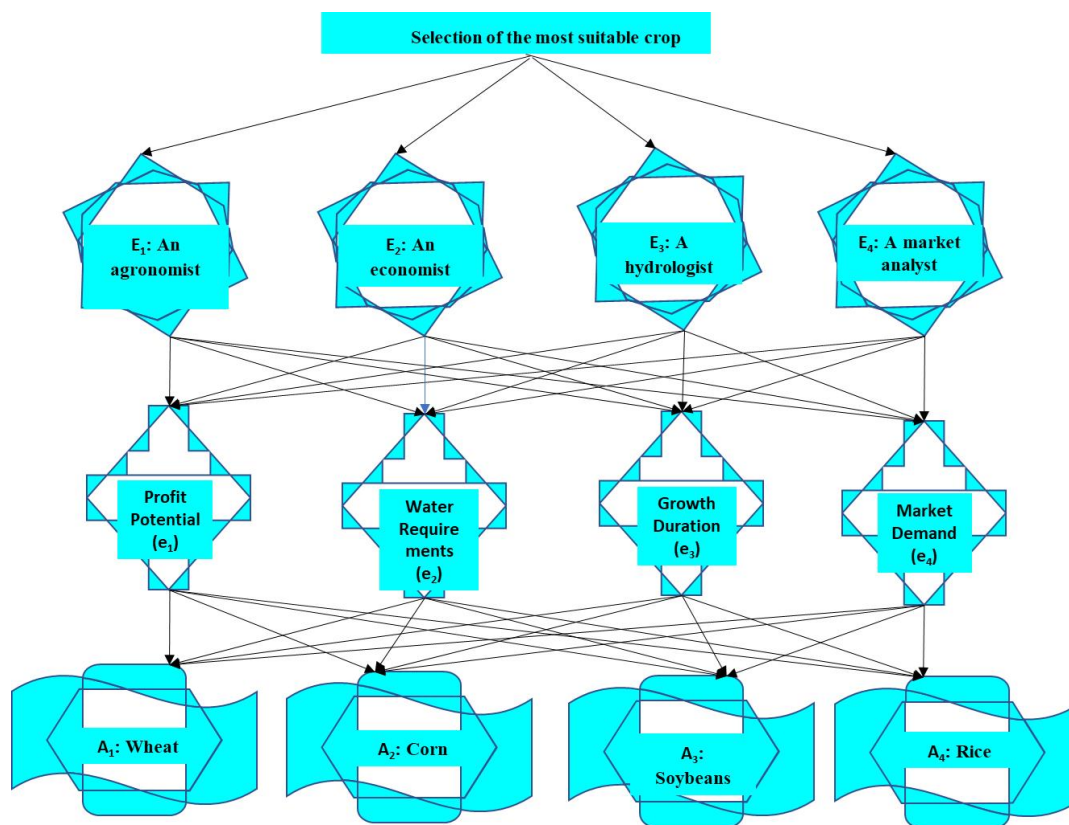 Selection of the most suitable crop
E₁: An
agronomist
E₂: An
economist
E₃: A
hydrologist
E₄: A market
analyst
Profit
Potential
(e₁)
Water
Require
ments
(e₂)
Growth
Duration
(e₃)
Market
Demand
(e₄)
A₁: Wheat
A₂: Corn
A₃:
Soybeans
A₄: Rice